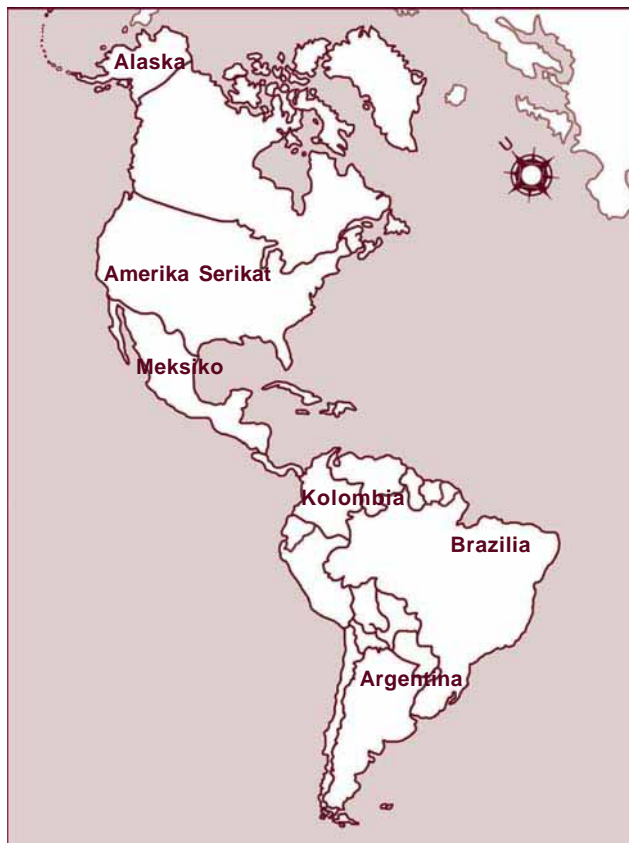 Alaska
U
Amerika Serikat
Meksiko
Kolombia
Brazilia
Argentina